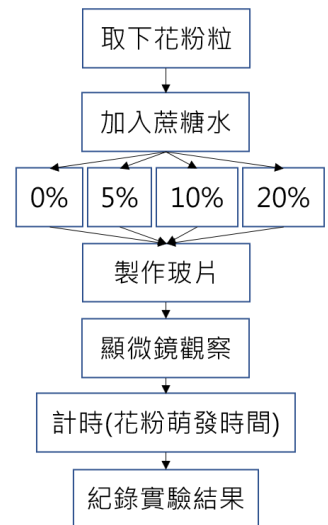 取下花粉粒
加入蔗糖水
0% 5% 10% 20%
製作玻片
顯微鏡觀察
計時(花粉萌發時間)
紀錄實驗結果